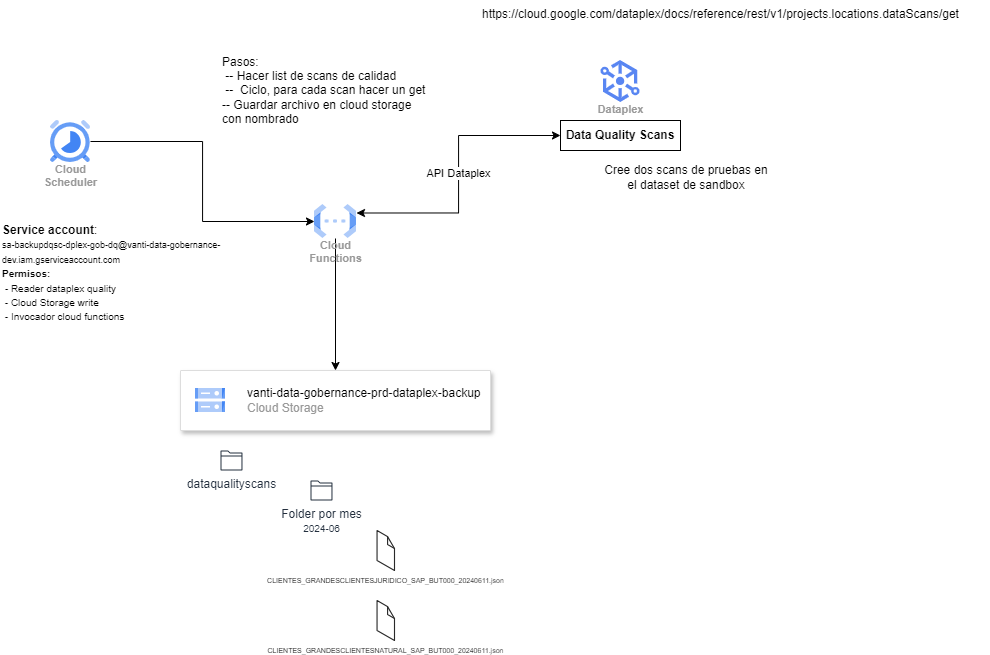 https://cloud.google.com/dataplex/docs/reference/rest/v1/projects.locations.dataScans/get
Pasos:
-- Hacer list de scans de calidad
-- Ciclo, para cada scan hacer un get
-- Guardar archivo en cloud storage
con nombrado
Dataplex
Data Quality Scans
Cree dos scans de pruebas en
el dataset de sandbox
API Dataplex
Cloud
Scheduler
Cloud
Functions
Service account:
sa-backupdqsc-dplex-gob-dq@vanti-data-gobernance-
dev.iam.gserviceaccount.com
Permisos:
- Reader dataplex quality
- Cloud Storage write
- Invocador cloud functions
vanti-data-gobernance-prd-dataplex-backup
Cloud Storage
dataqualityscans
Folder por mes
2024-06
CLIENTES_GRANDESCLIENTESJURIDICO_SAP_BUT000_20240611.json
CLIENTES_GRANDESCLIENTESNATURAL_SAP_BUT000_20240611.json